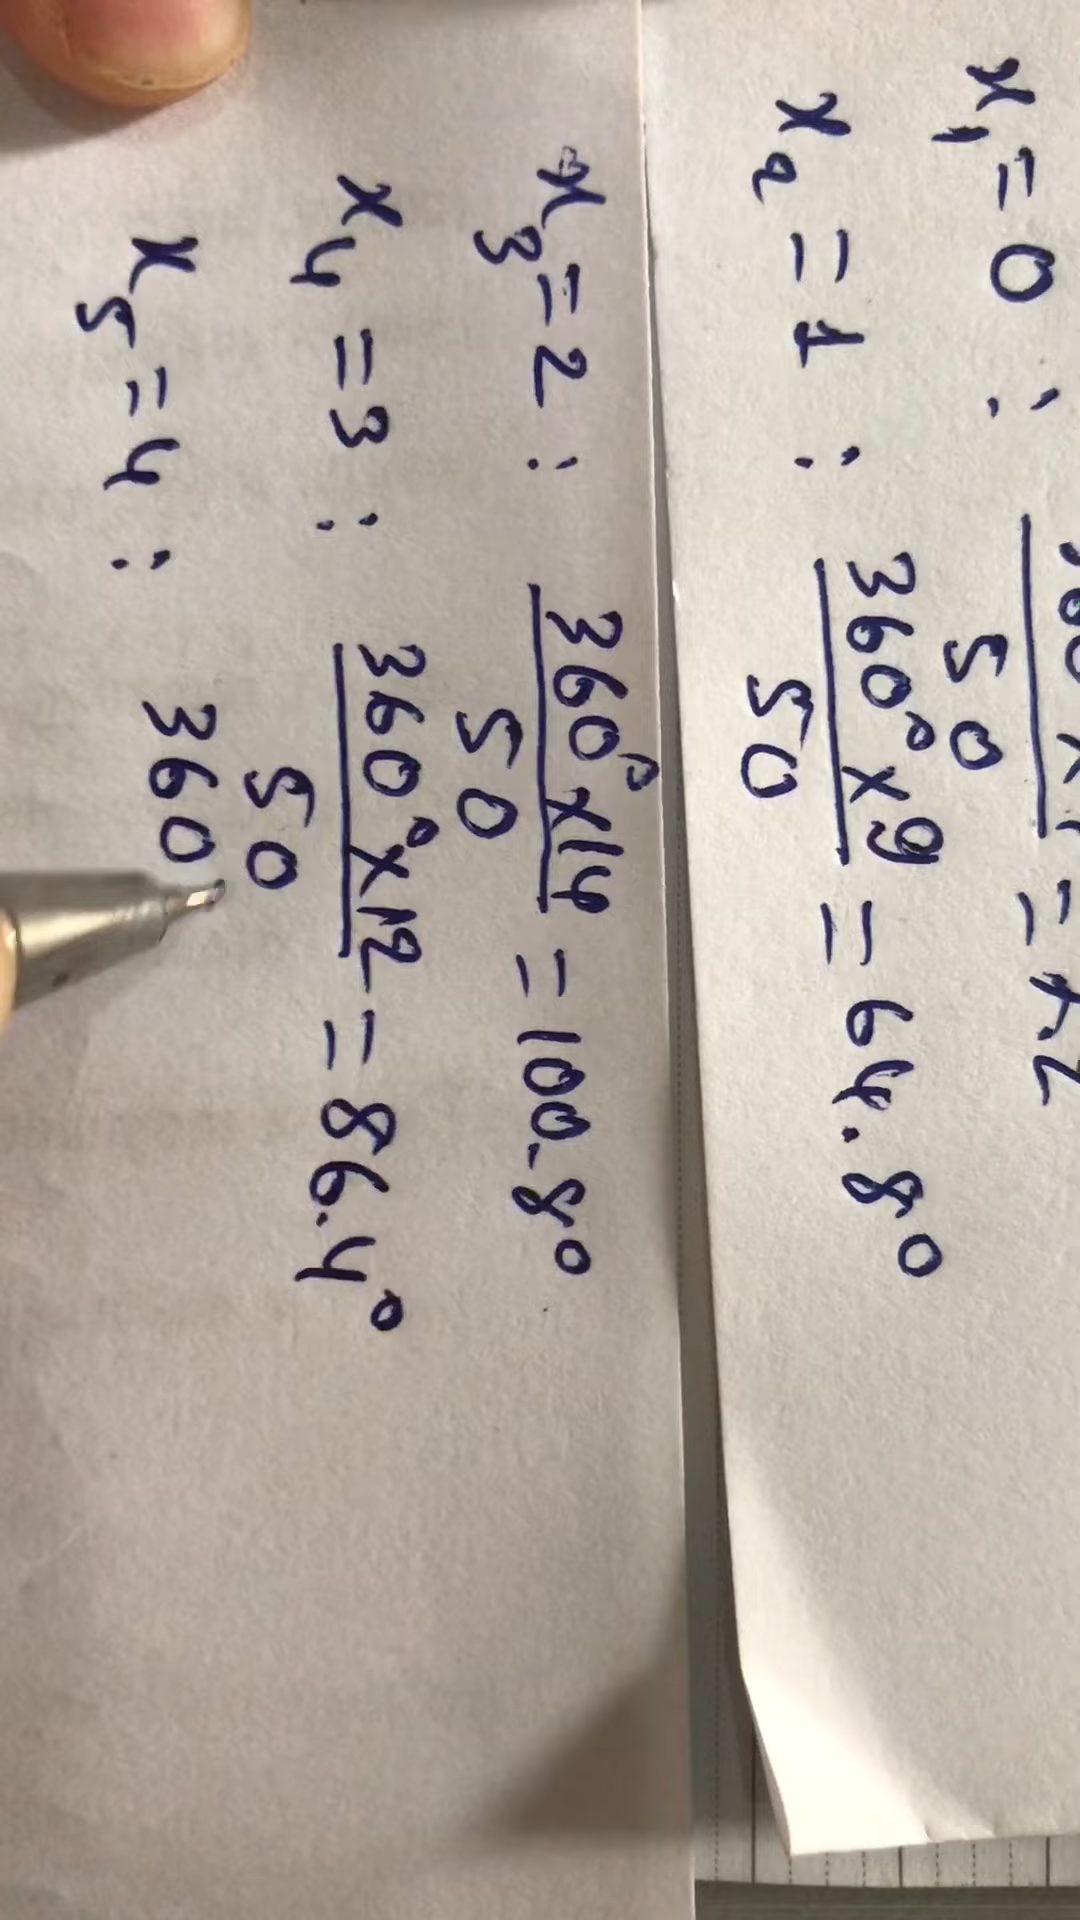 x₁ = 0 :
50
x₂ = 1 : 360° x 9 = 64.8°
50
x₃ = 2 : 360° x 14 = 100.8°
50
x₄ = 3 : 360° x 12 = 86.4°
50
x₅ = 4 : 360